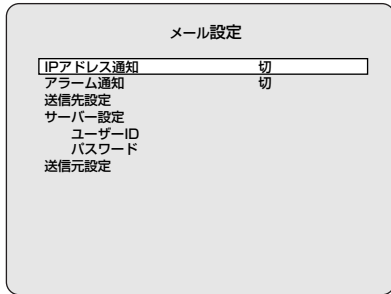 メール設定
IPアドレス通知 切
アラーム通知 切
送信先設定
サーバー設定
ユーザーID
パスワード
送信元設定